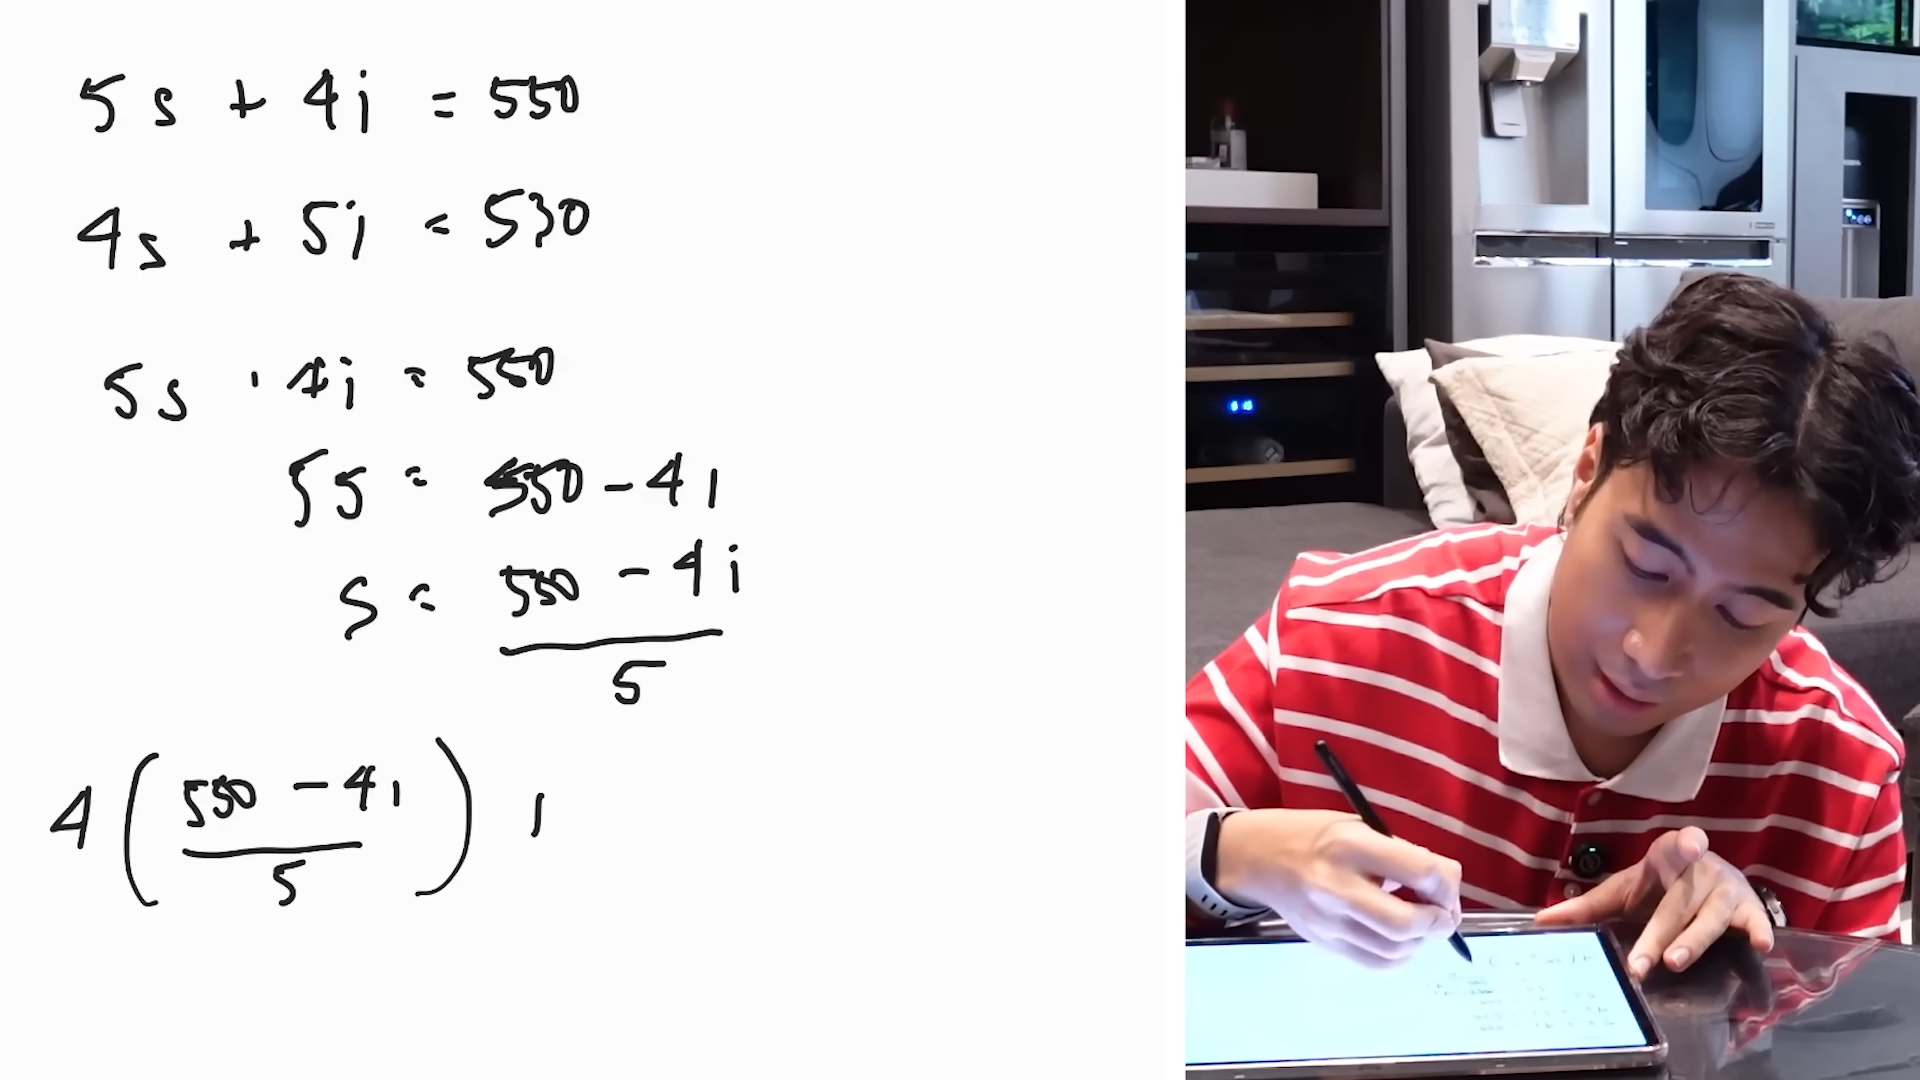 5s + 4i = 550
4s + 5i = 530
5s + 4i = 550
5s = 550 - 4i
s = 550 - 4i
5
4 ( 550 - 4i ) 
5